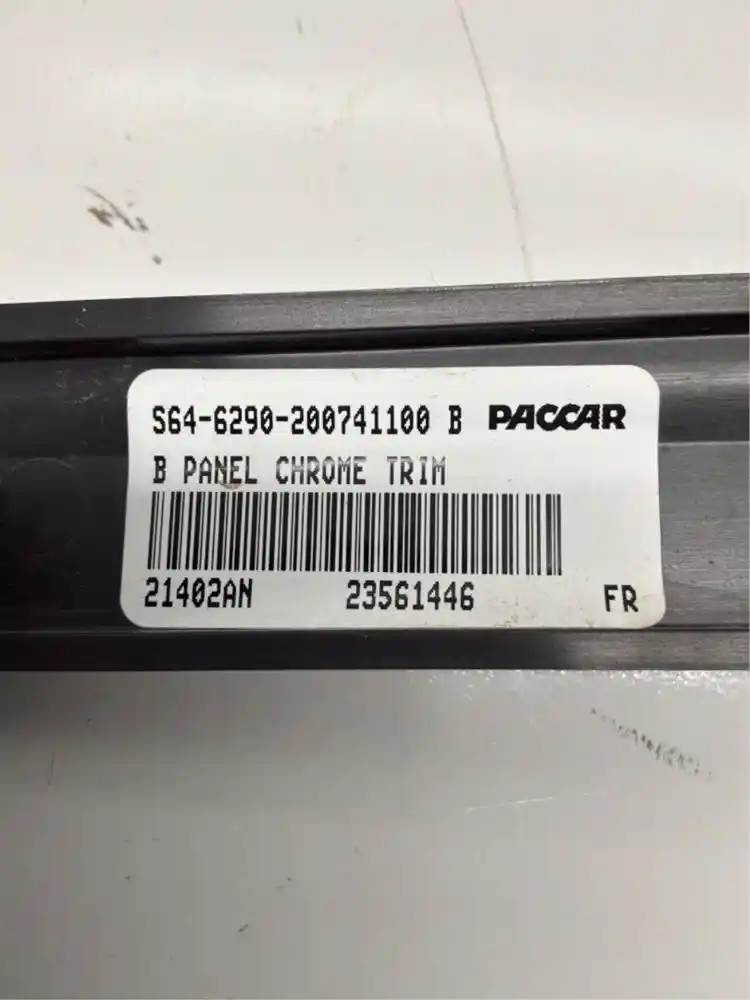 S64-6290-200741100 B PACCAR
B PANEL CHROME TRIM
21402AN 23561446 FR